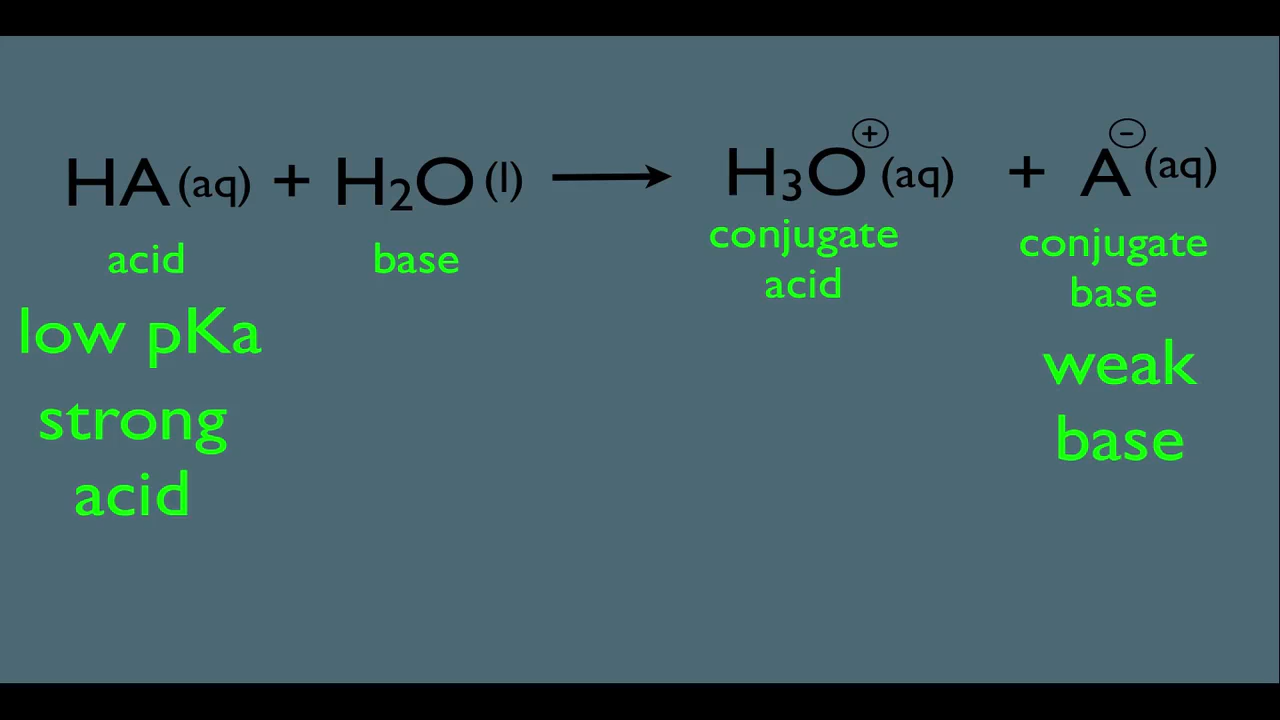 HA(aq) + H₂O(l) ⟶ H₃O⊕(aq) + A⊖(aq)
acid
base
conjugate
acid
conjugate
base
low pKa
strong
acid
weak
base